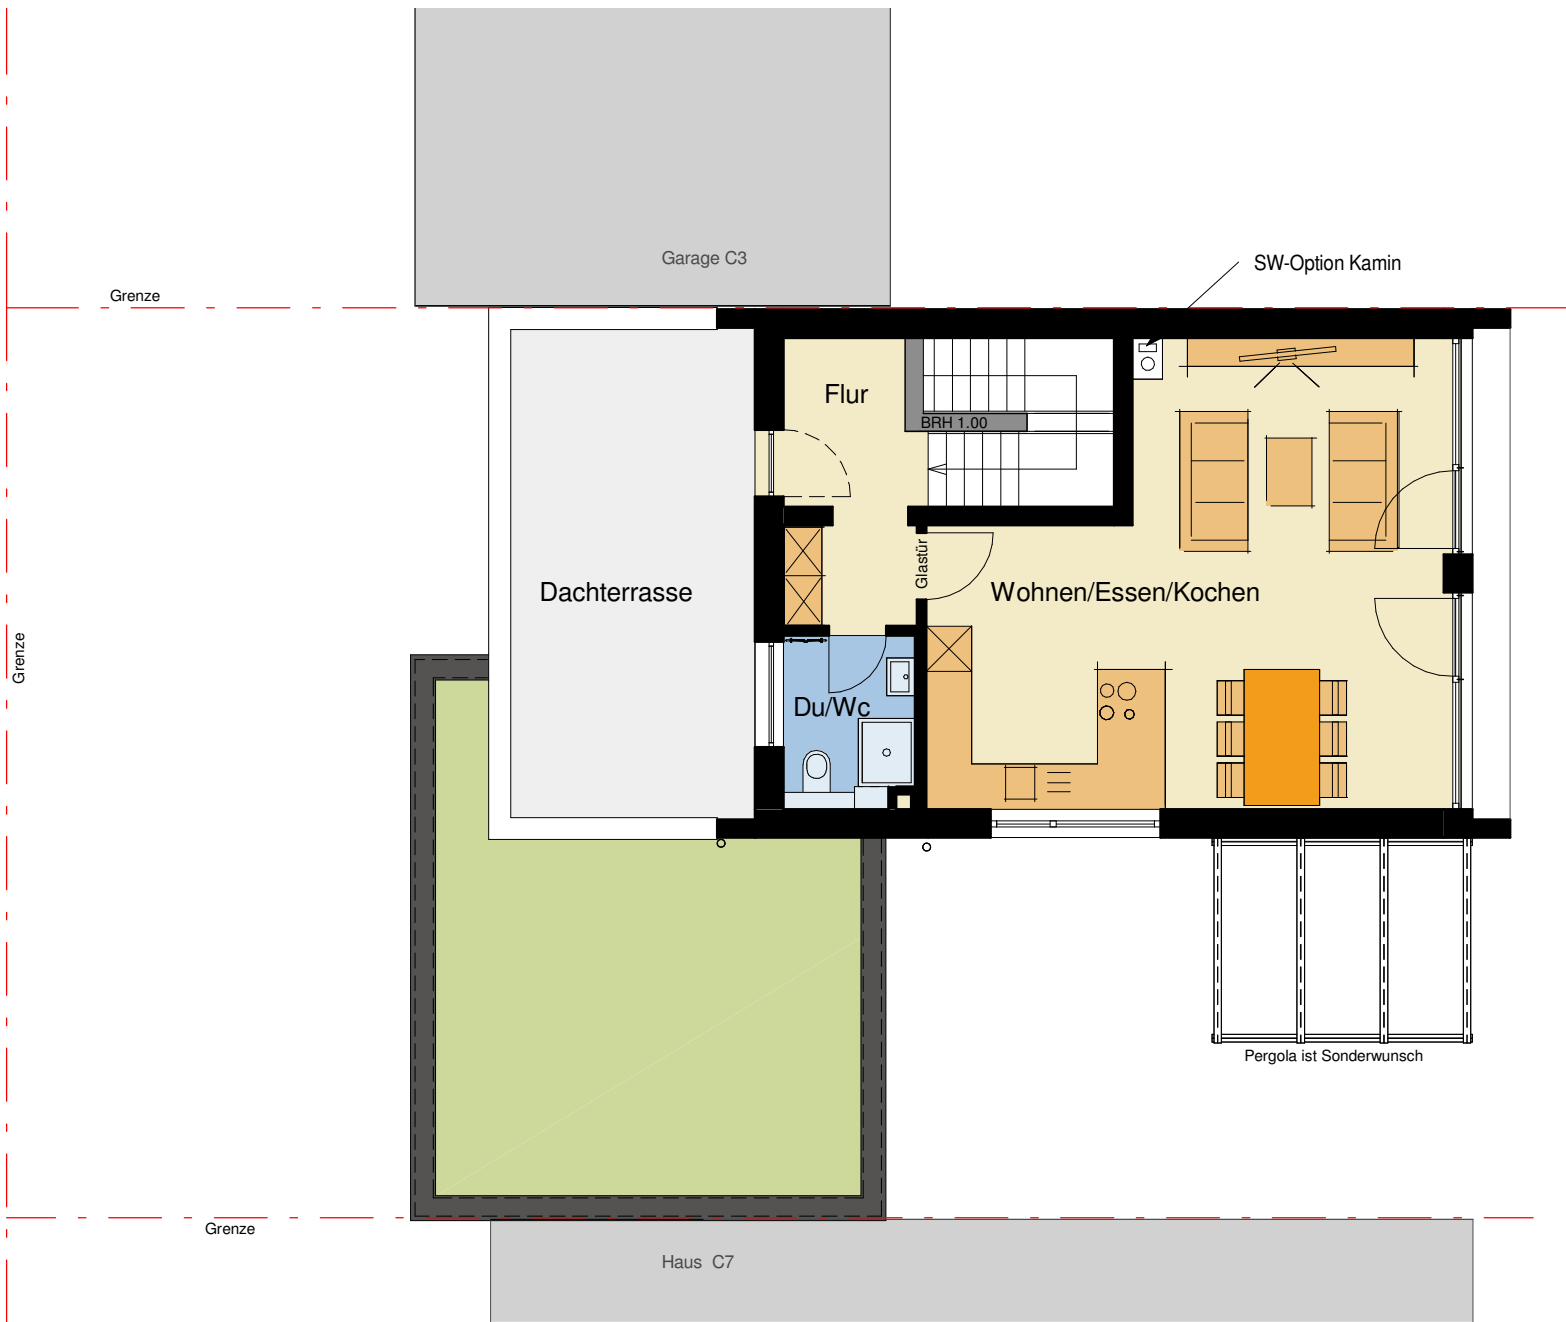 Garage C3
SW-Option Kamin
Grenze
Flur
BRH 1.00
Glastür
Dachterrasse
Wohnen/Essen/Kochen
Grenze
Du/Wc
Pergola ist Sonderwunsch
Grenze
Haus C7